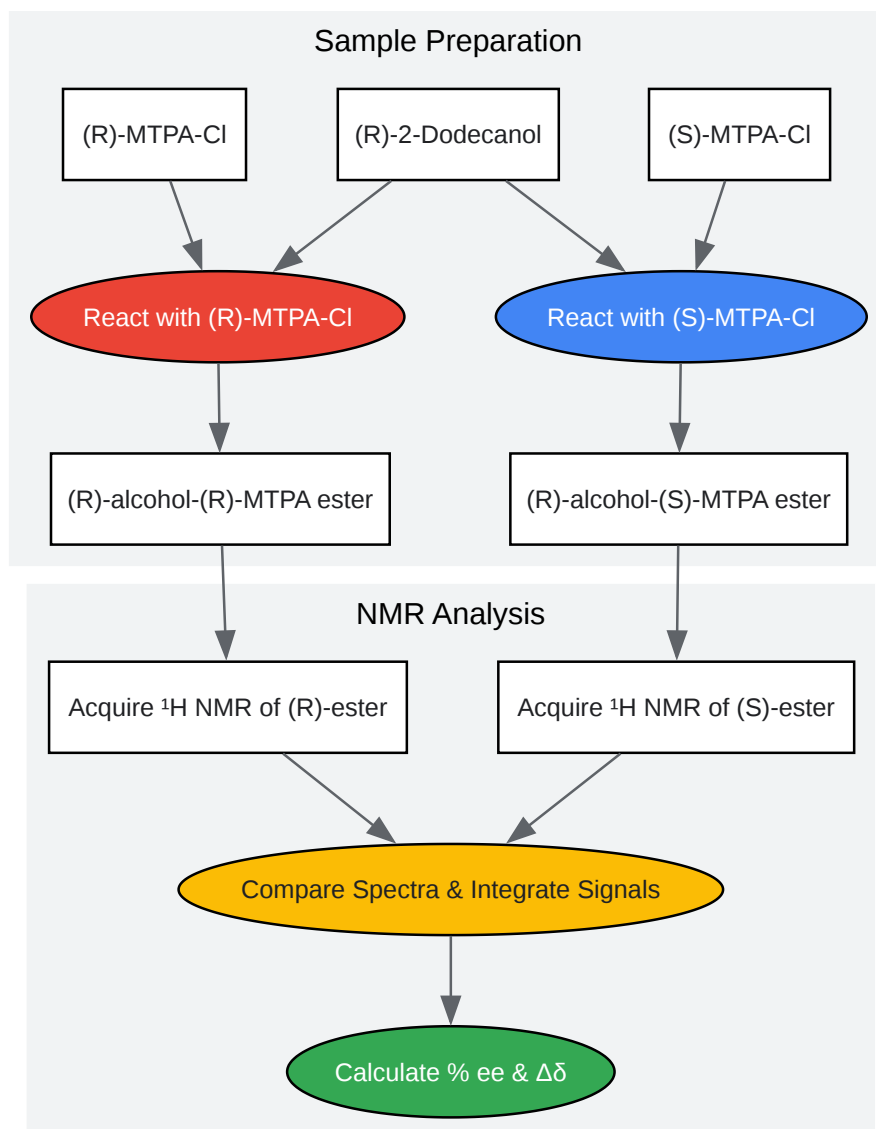 Sample Preparation
(R)-MTPA-Cl
(R)-2-Dodecanol
(S)-MTPA-Cl
React with (R)-MTPA-Cl
React with (S)-MTPA-Cl
(R)-alcohol-(R)-MTPA ester
(R)-alcohol-(S)-MTPA ester
NMR Analysis
Acquire ¹H NMR of (R)-ester
Acquire ¹H NMR of (S)-ester
Compare Spectra & Integrate Signals
Calculate % ee & Δδ